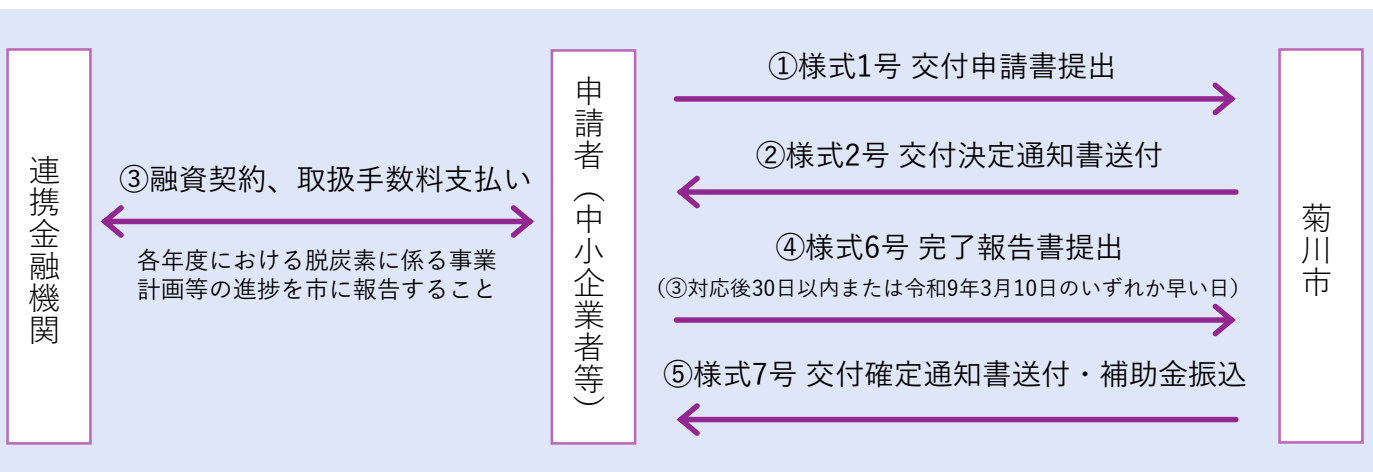 連携金融機関
③融資契約、取扱手数料支払い
各年度における脱炭素に係る事業
計画等の進捗を市に報告すること
申請者（中小企業者等）
①様式1号 交付申請書提出
②様式2号 交付決定通知書送付
④様式6号 完了報告書提出
（③対応後30日以内または令和9年3月10日のいずれか早い日）
⑤様式7号 交付確定通知書送付・補助金振込
菊川市